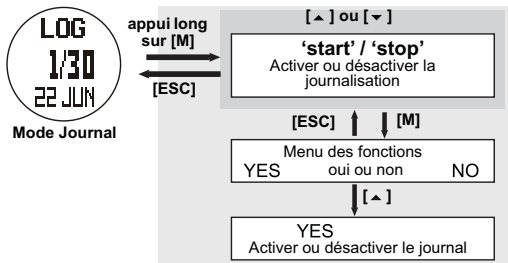 LOG
1/30
22 JUN
Mode Journal
appui long
sur [M]
[ESC]
[▲] ou [▼]
‘start’ / ‘stop’
Activer ou désactiver la
journalisation
[ESC] [M]
Menu des fonctions
YES oui ou non NO
[▲]
YES
Activer ou désactiver le journal